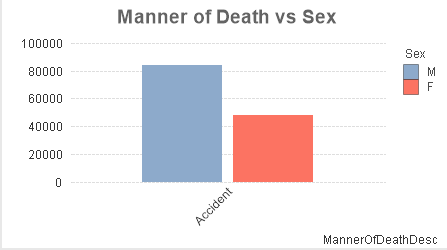 Manner of Death vs Sex
100000
80000
60000
40000
20000
0
Accident
Sex
M
F
MannerOfDeathDesc